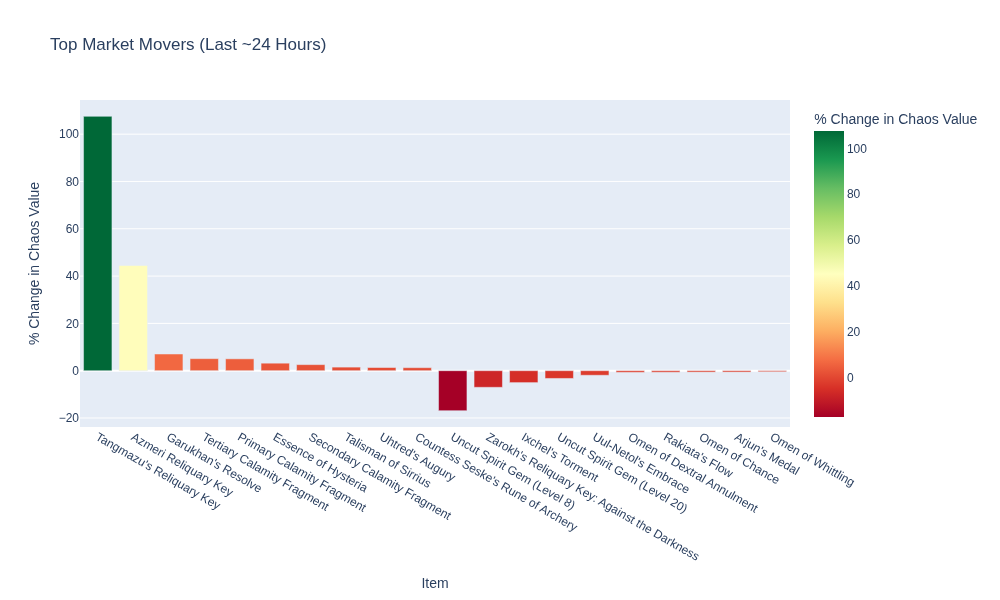 Top Market Movers (Last ~24 Hours)
% Change in Chaos Value
100
80
60
40
20
0
−20
% Change in Chaos Value
100
80
60
40
20
0
Tangmazu's Reliquary Key
Azmeri Reliquary Key
Garukhan's Resolve
Tertiary Calamity Fragment
Primary Calamity Fragment
Essence of Hysteria
Secondary Calamity Fragment
Talisman of Sirrius
Uhtred's Augury
Countess Seske's Rune of Archery
Uncut Spirit Gem (Level 8)
Zarokh's Reliquary Key: Against the Darkness
Ixchel's Torment
Uncut Spirit Gem (Level 20)
Uul-Netol's Embrace
Omen of Dextral Annulment
Rakiata's Flow
Omen of Chance
Arjun's Medal
Omen of Whittling
Item